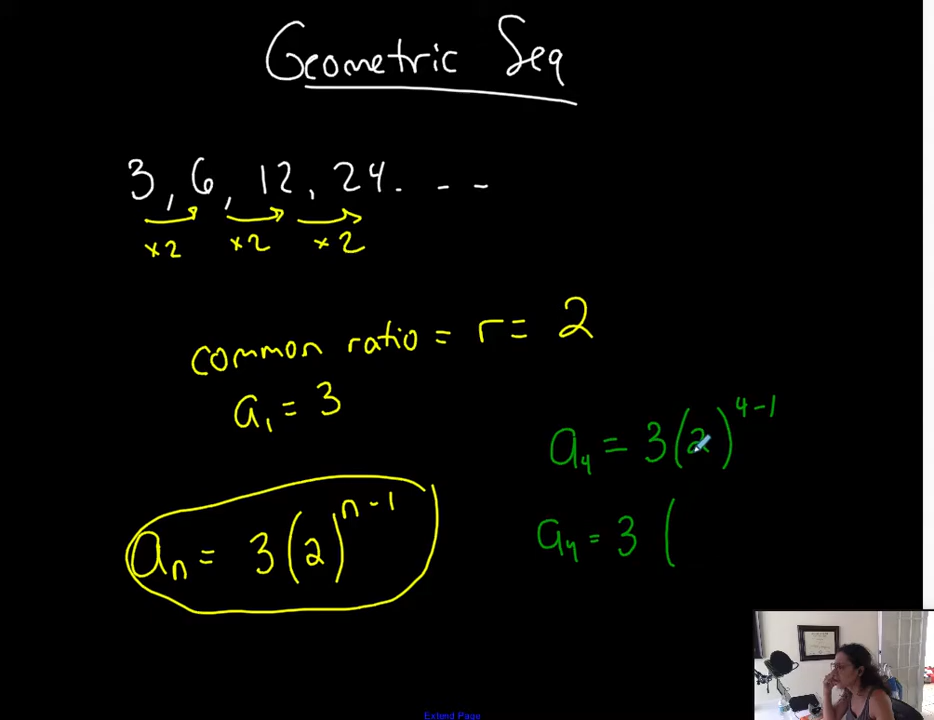 Geometric Seq
3, 6, 12, 24. - -
×2 ×2 ×2
common ratio = r = 2
a₁ = 3
aₙ = 3(2)ⁿ⁻¹
a₄ = 3(2)⁴⁻¹
a₄ = 3 (
Extend Page